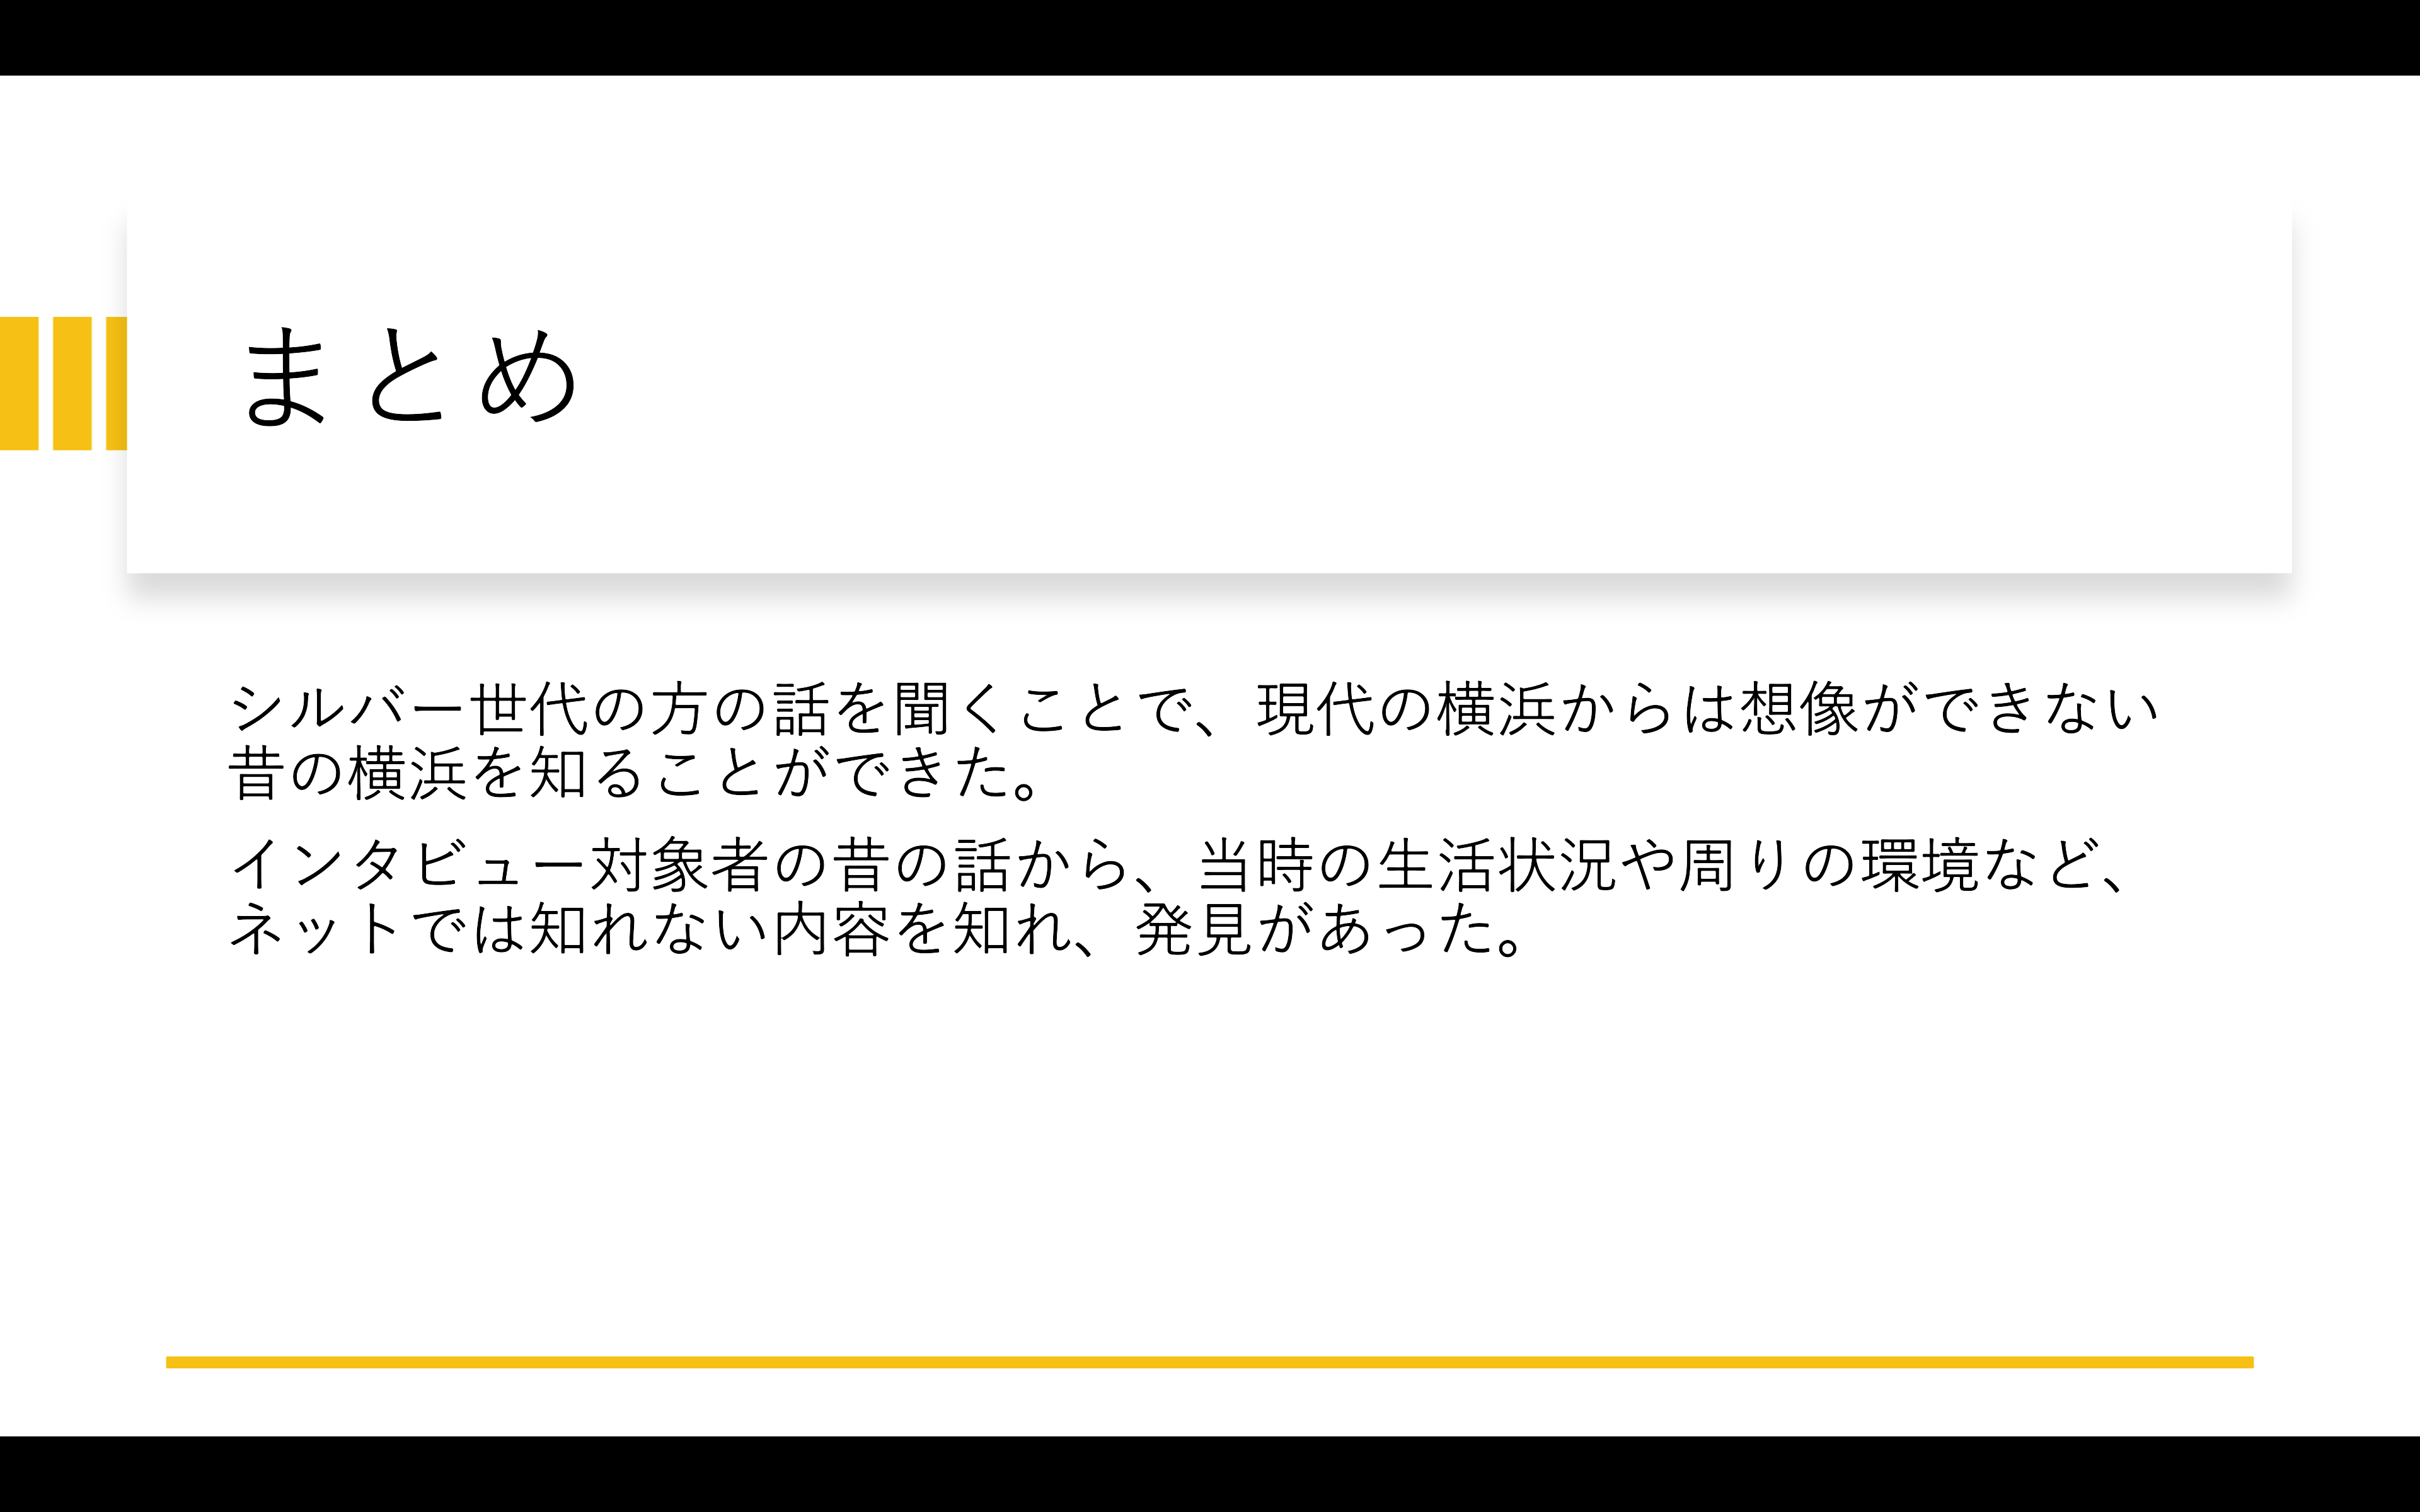 まとめ
シルバー世代の方の話を聞くことで、現代の横浜からは想像ができない
昔の横浜を知ることができた。
インタビュー対象者の昔の話から、当時の生活状況や周りの環境など、
ネットでは知れない内容を知れ、発見があった。